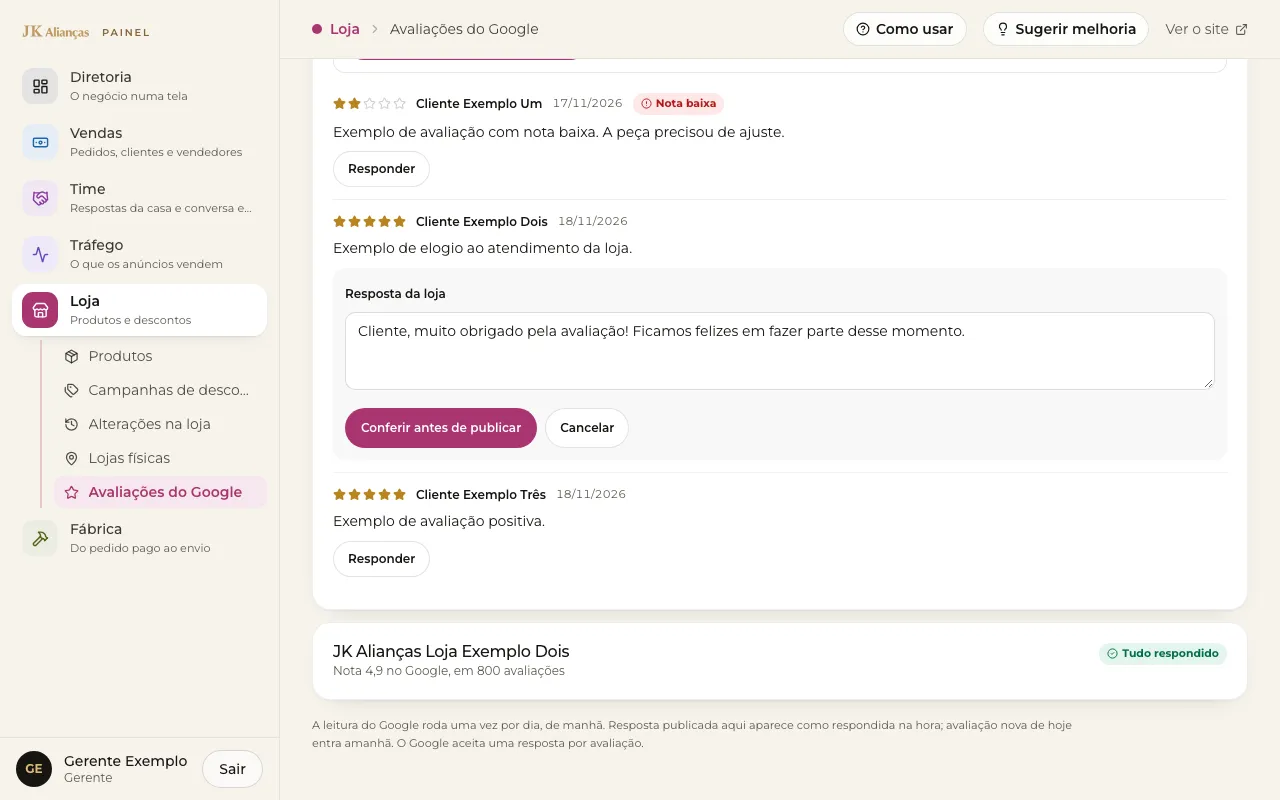 JK Alianças PAINEL
Diretoria
O negócio numa tela
Vendas
Pedidos, clientes e vendedores
Time
Respostas da casa e conversa e...
Tráfego
O que os anúncios vendem
Loja
Produtos e descontos
Produtos
Campanhas de desco...
Alterações na loja
Lojas físicas
Avaliações do Google
Fábrica
Do pedido pago ao envio
GE
Gerente Exemplo
Gerente
Sair
Loja
Avaliações do Google
Como usar
Sugerir melhoria
Ver o site
Cliente Exemplo Um 17/11/2026 Nota baixa
Exemplo de avaliação com nota baixa. A peça precisou de ajuste.
Responder
Cliente Exemplo Dois 18/11/2026
Exemplo de elogio ao atendimento da loja.
Resposta da loja
Cliente, muito obrigado pela avaliação! Ficamos felizes em fazer parte desse momento.
Conferir antes de publicar
Cancelar
Cliente Exemplo Três 18/11/2026
Exemplo de avaliação positiva.
Responder
JK Alianças Loja Exemplo Dois
Nota 4,9 no Google, em 800 avaliações
Tudo respondido
A leitura do Google roda uma vez por dia, de manhã. Resposta publicada aqui aparece como respondida na hora; avaliação nova de hoje
entra amanhã. O Google aceita uma resposta por avaliação.